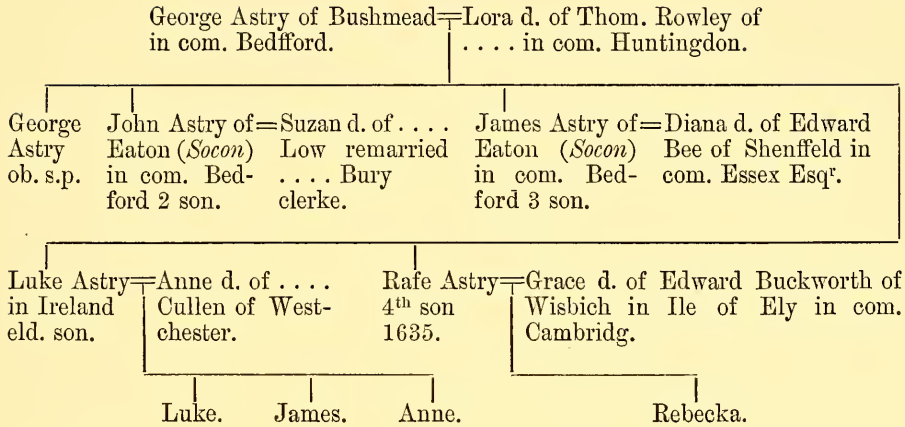 George Astry of Bushmead=Lora d. of Thom. Rowley of
in com. Bedfford. . . . . in com. Huntingdon.
George
Astry
ob. s.p.
John Astry of=Suzan d. of . . . .
Eaton (Socon) Low remarried
in com. Bed- . . . . Bury
ford 2 son. clerke.
James Astry of=Diana d. of Edward
Eaton (Socon) Bee of Shenffeld in
in com. Bed- com. Essex Esqr.
ford 3 son.
Luke Astry=Anne d. of . . . .
in Ireland Cullen of West-
eld. son. chester.
Rafe Astry=Grace d. of Edward Buckworth of
4th son Wisbich in Ile of Ely in com.
1635. Cambridg.
Luke. James. Anne. Rebecka.